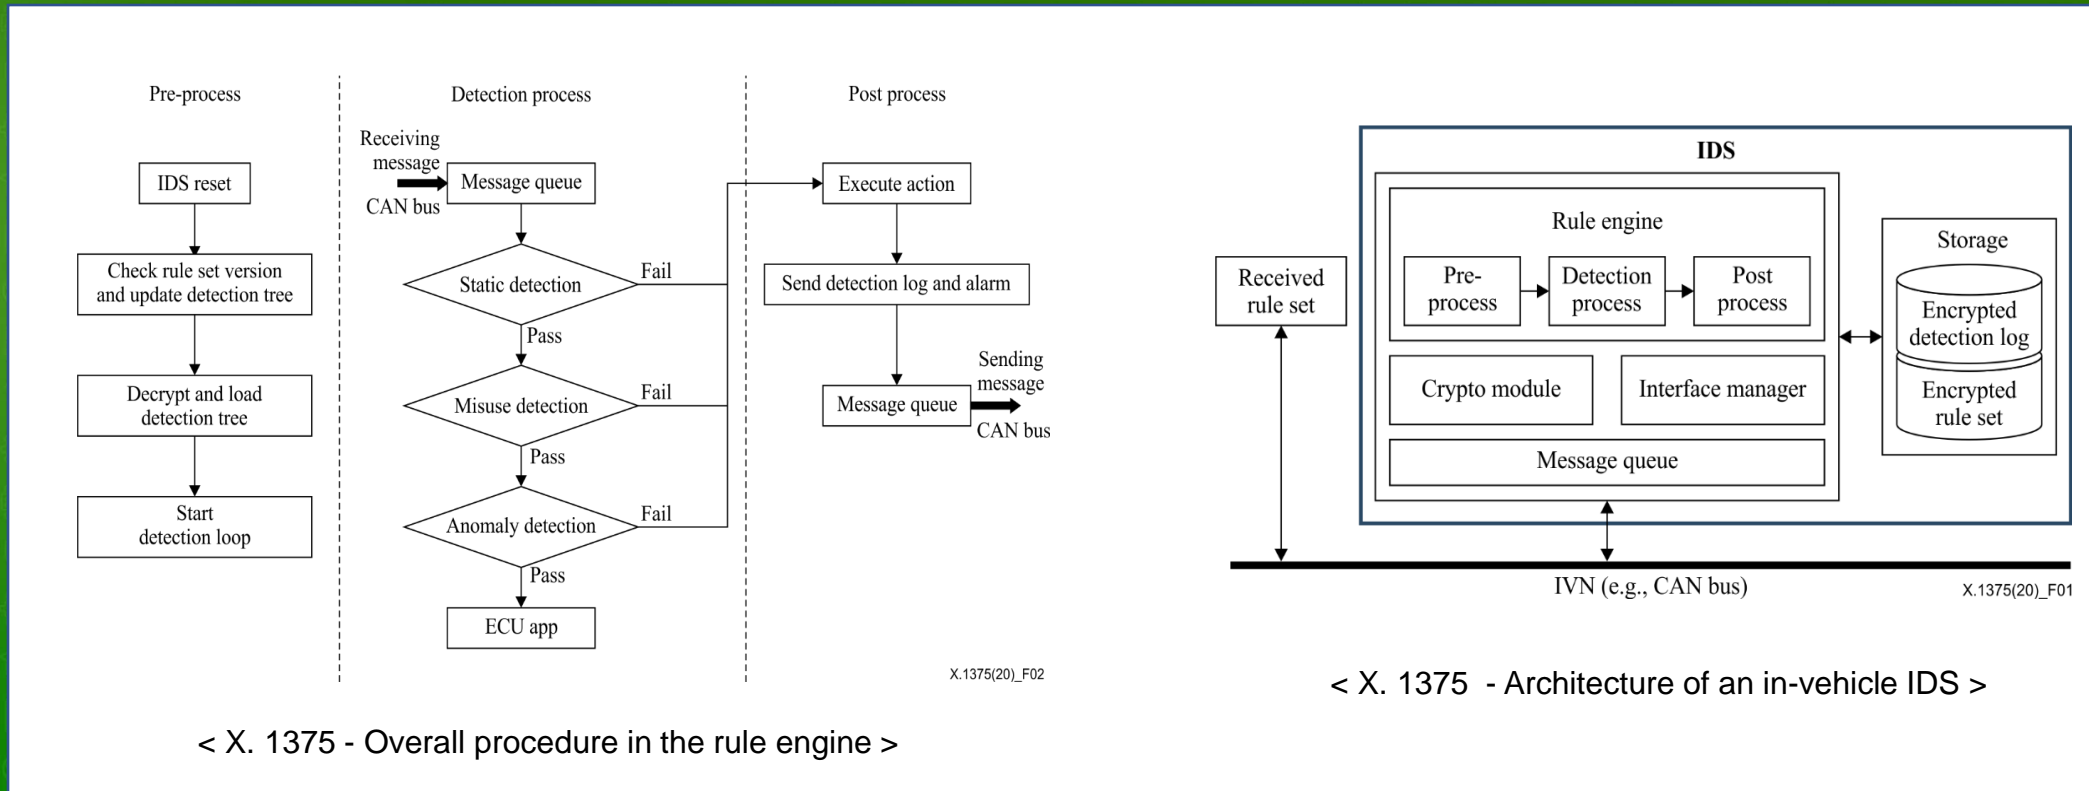 Pre-process
Detection process
Post process
IDS reset
Check rule set version
and update detection tree
Decrypt and load
detection tree
Start
detection loop
Receiving
message
CAN bus
Message queue
Static detection
Fail
Pass
Misuse detection
Fail
Pass
Anomaly detection
Fail
Pass
ECU app
Execute action
Send detection log and alarm
Message queue
Sending
message
CAN bus
X.1375(20)_F02
< X. 1375 - Overall procedure in the rule engine >
IDS
Received
rule set
Rule engine
Pre-
process
Detection
process
Post
process
Crypto module
Interface manager
Message queue
Storage
Encrypted
detection log
Encrypted
rule set
IVN (e.g., CAN bus)
X.1375(20)_F01
< X. 1375  - Architecture of an in-vehicle IDS >